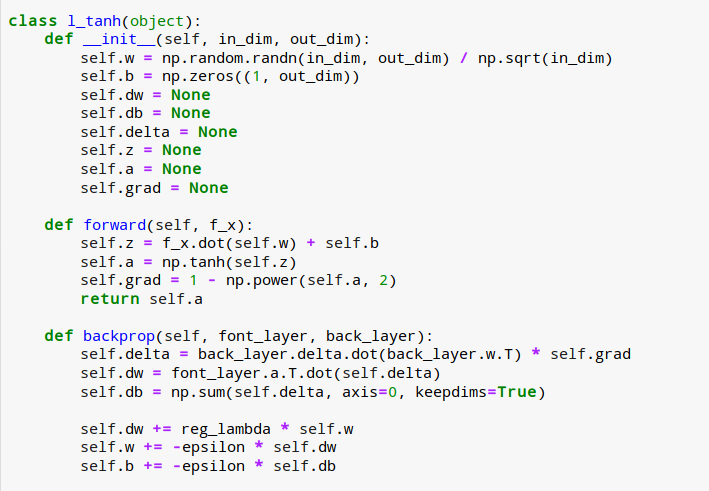 class l_tanh(object):
    def __init__(self, in_dim, out_dim):
        self.w = np.random.randn(in_dim, out_dim) / np.sqrt(in_dim)
        self.b = np.zeros((1, out_dim))
        self.dw = None
        self.db = None
        self.delta = None
        self.z = None
        self.a = None
        self.grad = None

    def forward(self, f_x):
        self.z = f_x.dot(self.w) + self.b
        self.a = np.tanh(self.z)
        self.grad = 1 - np.power(self.a, 2)
        return self.a

    def backprop(self, font_layer, back_layer):
        self.delta = back_layer.delta.dot(back_layer.w.T) * self.grad
        self.dw = font_layer.a.T.dot(self.delta)
        self.db = np.sum(self.delta, axis=0, keepdims=True)

        self.dw += reg_lambda * self.w
        self.w += -epsilon * self.dw
        self.b += -epsilon * self.db